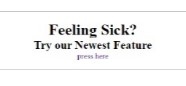 Feeling Sick?
Try our Newest Feature
press here